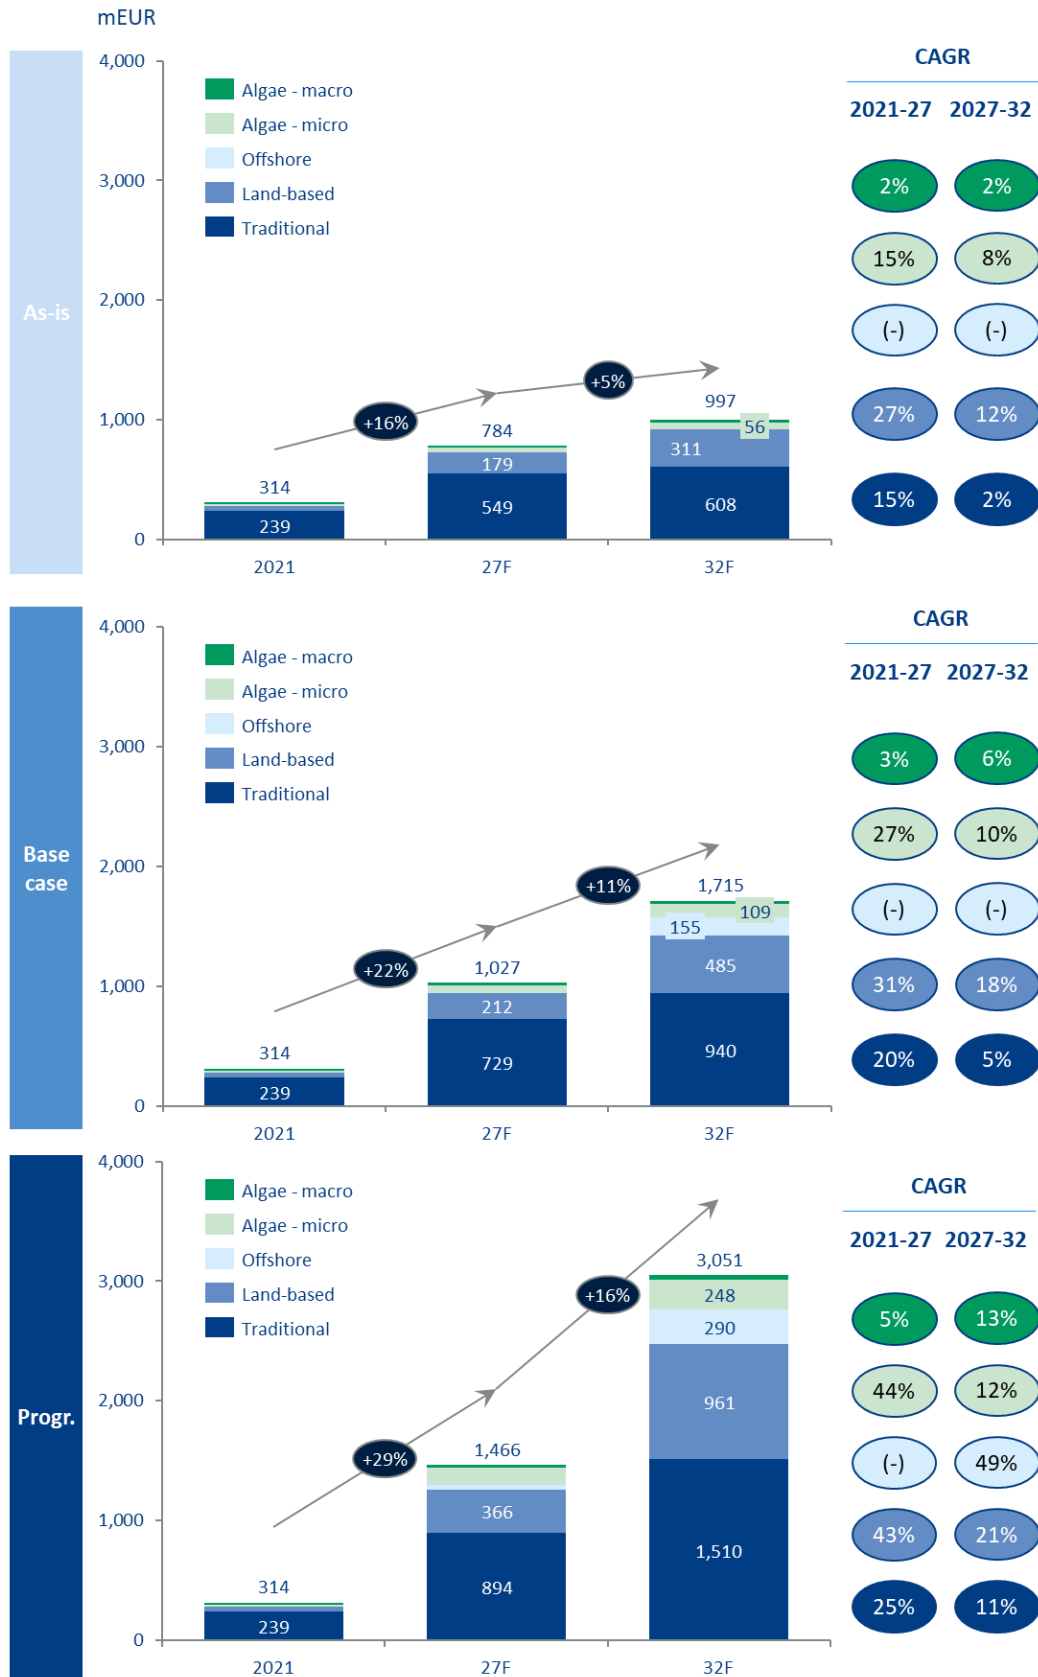 mEUR
As-is
4,000
3,000
2,000
1,000
0
Algae - macro
Algae - micro
Offshore
Land-based
Traditional
+16%
+5%
314
239
784
179
549
997
56
311
608
2021
27F
32F
CAGR
2021-27 2027-32
2% 2%
15% 8%
(-) (-)
27% 12%
15% 2%
Base
case
4,000
3,000
2,000
1,000
0
Algae - macro
Algae - micro
Offshore
Land-based
Traditional
+22%
+11%
314
239
1,027
212
729
1,715
109
155
485
940
2021
27F
32F
CAGR
2021-27 2027-32
3% 6%
27% 10%
(-) (-)
31% 18%
20% 5%
Progr.
4,000
3,000
2,000
1,000
0
Algae - macro
Algae - micro
Offshore
Land-based
Traditional
+29%
+16%
314
239
1,466
366
894
3,051
248
290
961
1,510
2021
27F
32F
CAGR
2021-27 2027-32
5% 13%
44% 12%
(-) 49%
43% 21%
25% 11%